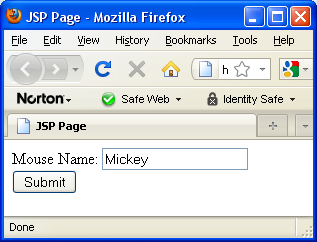 JSP Page - Mozilla Firefox
File Edit View History Bookmarks Tools Help
h
Norton Safe Web Identity Safe
JSP Page
Mouse Name: Mickey
Submit
Done